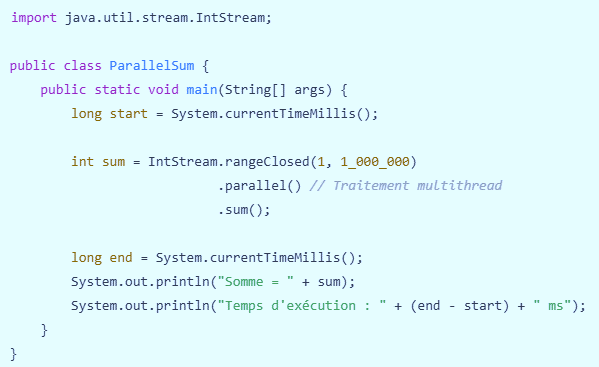 import java.util.stream.IntStream;

public class ParallelSum {
    public static void main(String[] args) {
        long start = System.currentTimeMillis();

        int sum = IntStream.rangeClosed(1, 1_000_000)
                           .parallel() // Traitement multithread
                           .sum();

        long end = System.currentTimeMillis();
        System.out.println("Somme = " + sum);
        System.out.println("Temps d'exécution : " + (end - start) + " ms");
    }
}